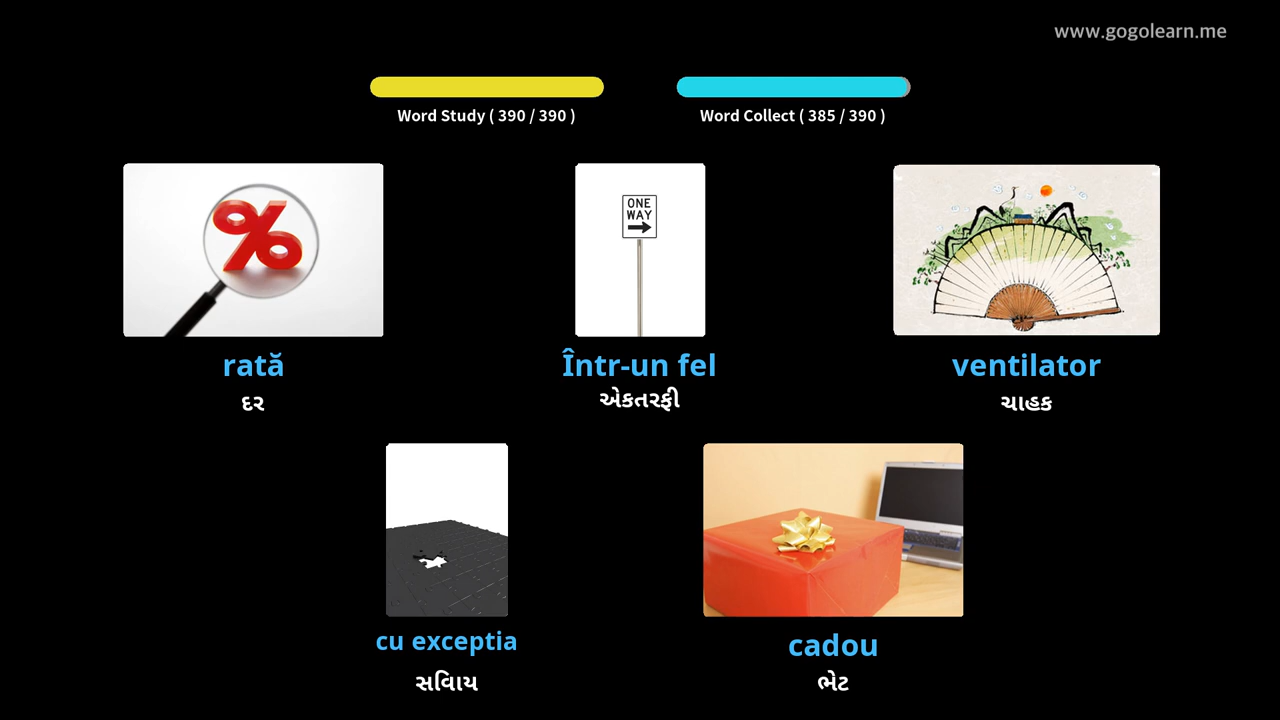 www.gogolearn.me
Word Study ( 390 / 390 )
Word Collect ( 385 / 390 )
ONE
WAY
rată
દર
Într-un fel
એકતરફી
ventilator
ચાહક
cu exceptia
સિવાય
cadou
ભેટ